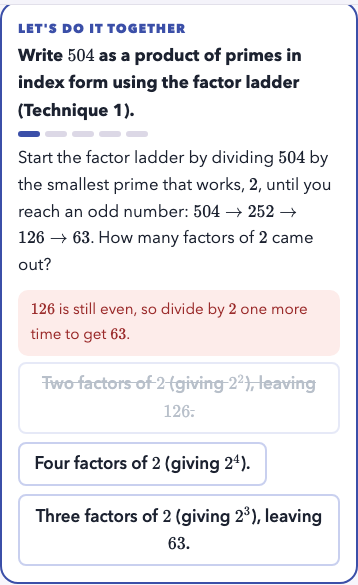 LET'S DO IT TOGETHER
Write 504 as a product of primes in
index form using the factor ladder
(Technique 1).
Start the factor ladder by dividing 504 by
the smallest prime that works, 2, until you
reach an odd number: 504 → 252 →
126 → 63. How many factors of 2 came
out?
126 is still even, so divide by 2 one more
time to get 63.
Two factors of 2 (giving 2²), leaving
126.
Four factors of 2 (giving 2⁴).
Three factors of 2 (giving 2³), leaving
63.